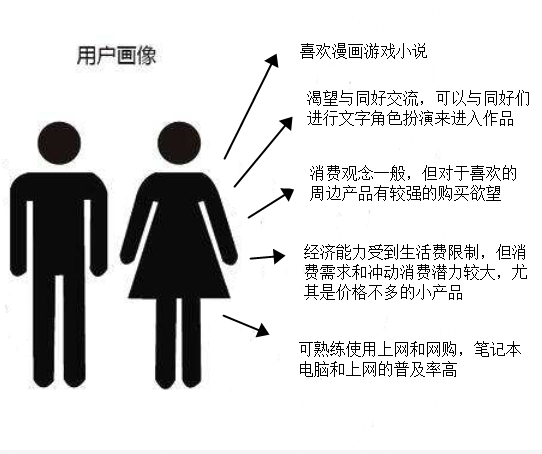 用户画像
喜欢漫画游戏小说
渴望与同好交流，可以与同好们
进行文字角色扮演来进入作品
消费观念一般，但对于喜欢的
周边产品有较强的购买欲望
经济能力受到生活费限制，但消
费需求和冲动消费潜力较大，尤
其是价格不多的小产品
可熟练使用上网和网购，笔记本
电脑和上网的普及率高